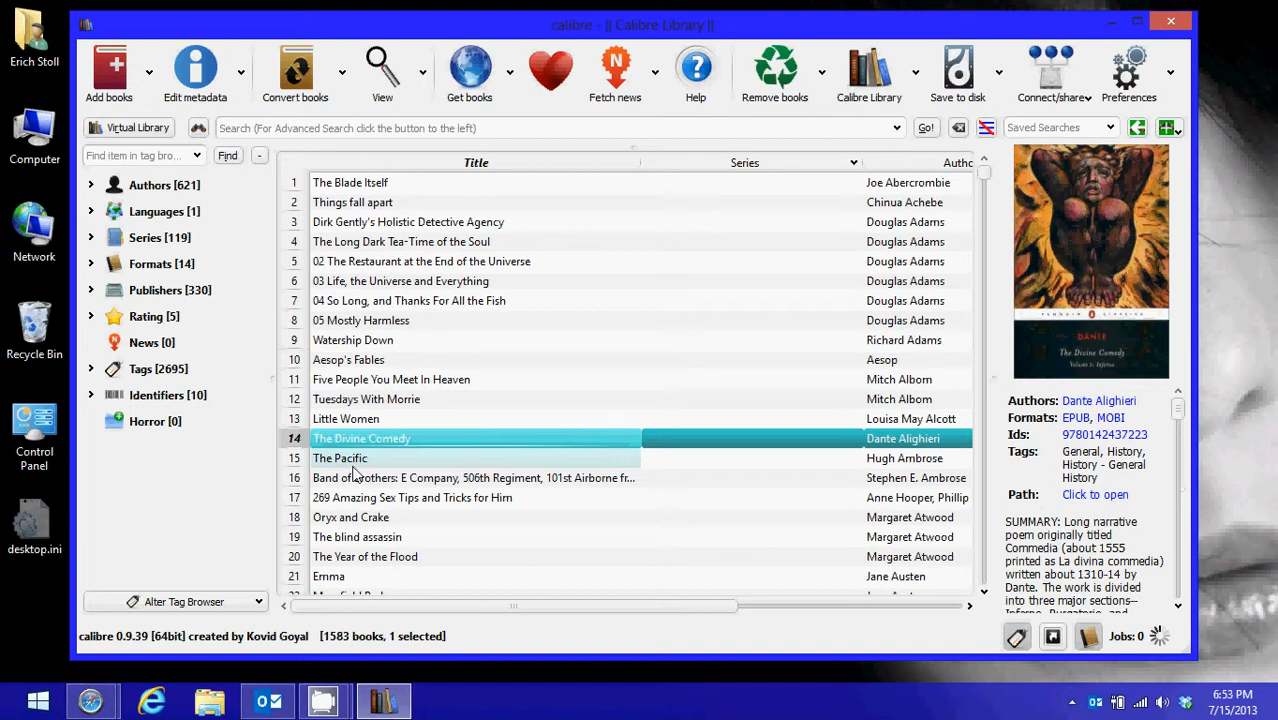 calibre - || Calibre Library ||
Erich Stoll
Computer
Network
Recycle Bin
Control
Panel
desktop.ini
Add books
Edit metadata
Convert books
View
Get books
Fetch news
Help
Remove books
Calibre Library
Save to disk
Connect/share
Preferences
Virtual Library
Search (For Advanced Search click the button to the left)
Go!
Saved Searches
Find item in tag bro...
Find
-
Authors [621]
Languages [1]
Series [119]
Formats [14]
Publishers [330]
Rating [5]
News [0]
Tags [2695]
Identifiers [10]
Horror [0]
Alter Tag Browser
Title Series Autho
1 The Blade Itself Joe Abercrombie
2 Things fall apart Chinua Achebe
3 Dirk Gently's Holistic Detective Agency Douglas Adams
4 The Long Dark Tea-Time of the Soul Douglas Adams
5 02 The Restaurant at the End of the Universe Douglas Adams
6 03 Life, the Universe and Everything Douglas Adams
7 04 So Long, and Thanks For All the Fish Douglas Adams
8 05 Mostly Harmless Douglas Adams
9 Watership Down Richard Adams
10 Aesop's Fables Aesop
11 Five People You Meet In Heaven Mitch Albom
12 Tuesdays With Morrie Mitch Albom
13 Little Women Louisa May Alcott
14 The Divine Comedy Dante Alighieri
15 The Pacific Hugh Ambrose
16 Band of Brothers: E Company, 506th Regiment, 101st Airborne fr... Stephen E. Ambrose
17 269 Amazing Sex Tips and Tricks for Him Anne Hooper, Phillip
18 Oryx and Crake Margaret Atwood
19 The blind assassin Margaret Atwood
20 The Year of the Flood Margaret Atwood
21 Emma Jane Austen
PENGUIN CLASSICS
DANTE
The Divine Comedy
Volume 1: Inferno
Authors: Dante Alighieri
Formats: EPUB, MOBI
Ids: 9780142437223
Tags: General, History,
History - General
History
Path: Click to open
SUMMARY: Long narrative
poem originally titled
Commedia (about 1555
printed as La divina commedia)
written about 1310-14 by
Dante. The work is divided
into three major sections--
Inferno, Purgatorio, and
calibre 0.9.39 [64bit] created by Kovid Goyal [1583 books, 1 selected]
Jobs: 0
6:53 PM
7/15/2013